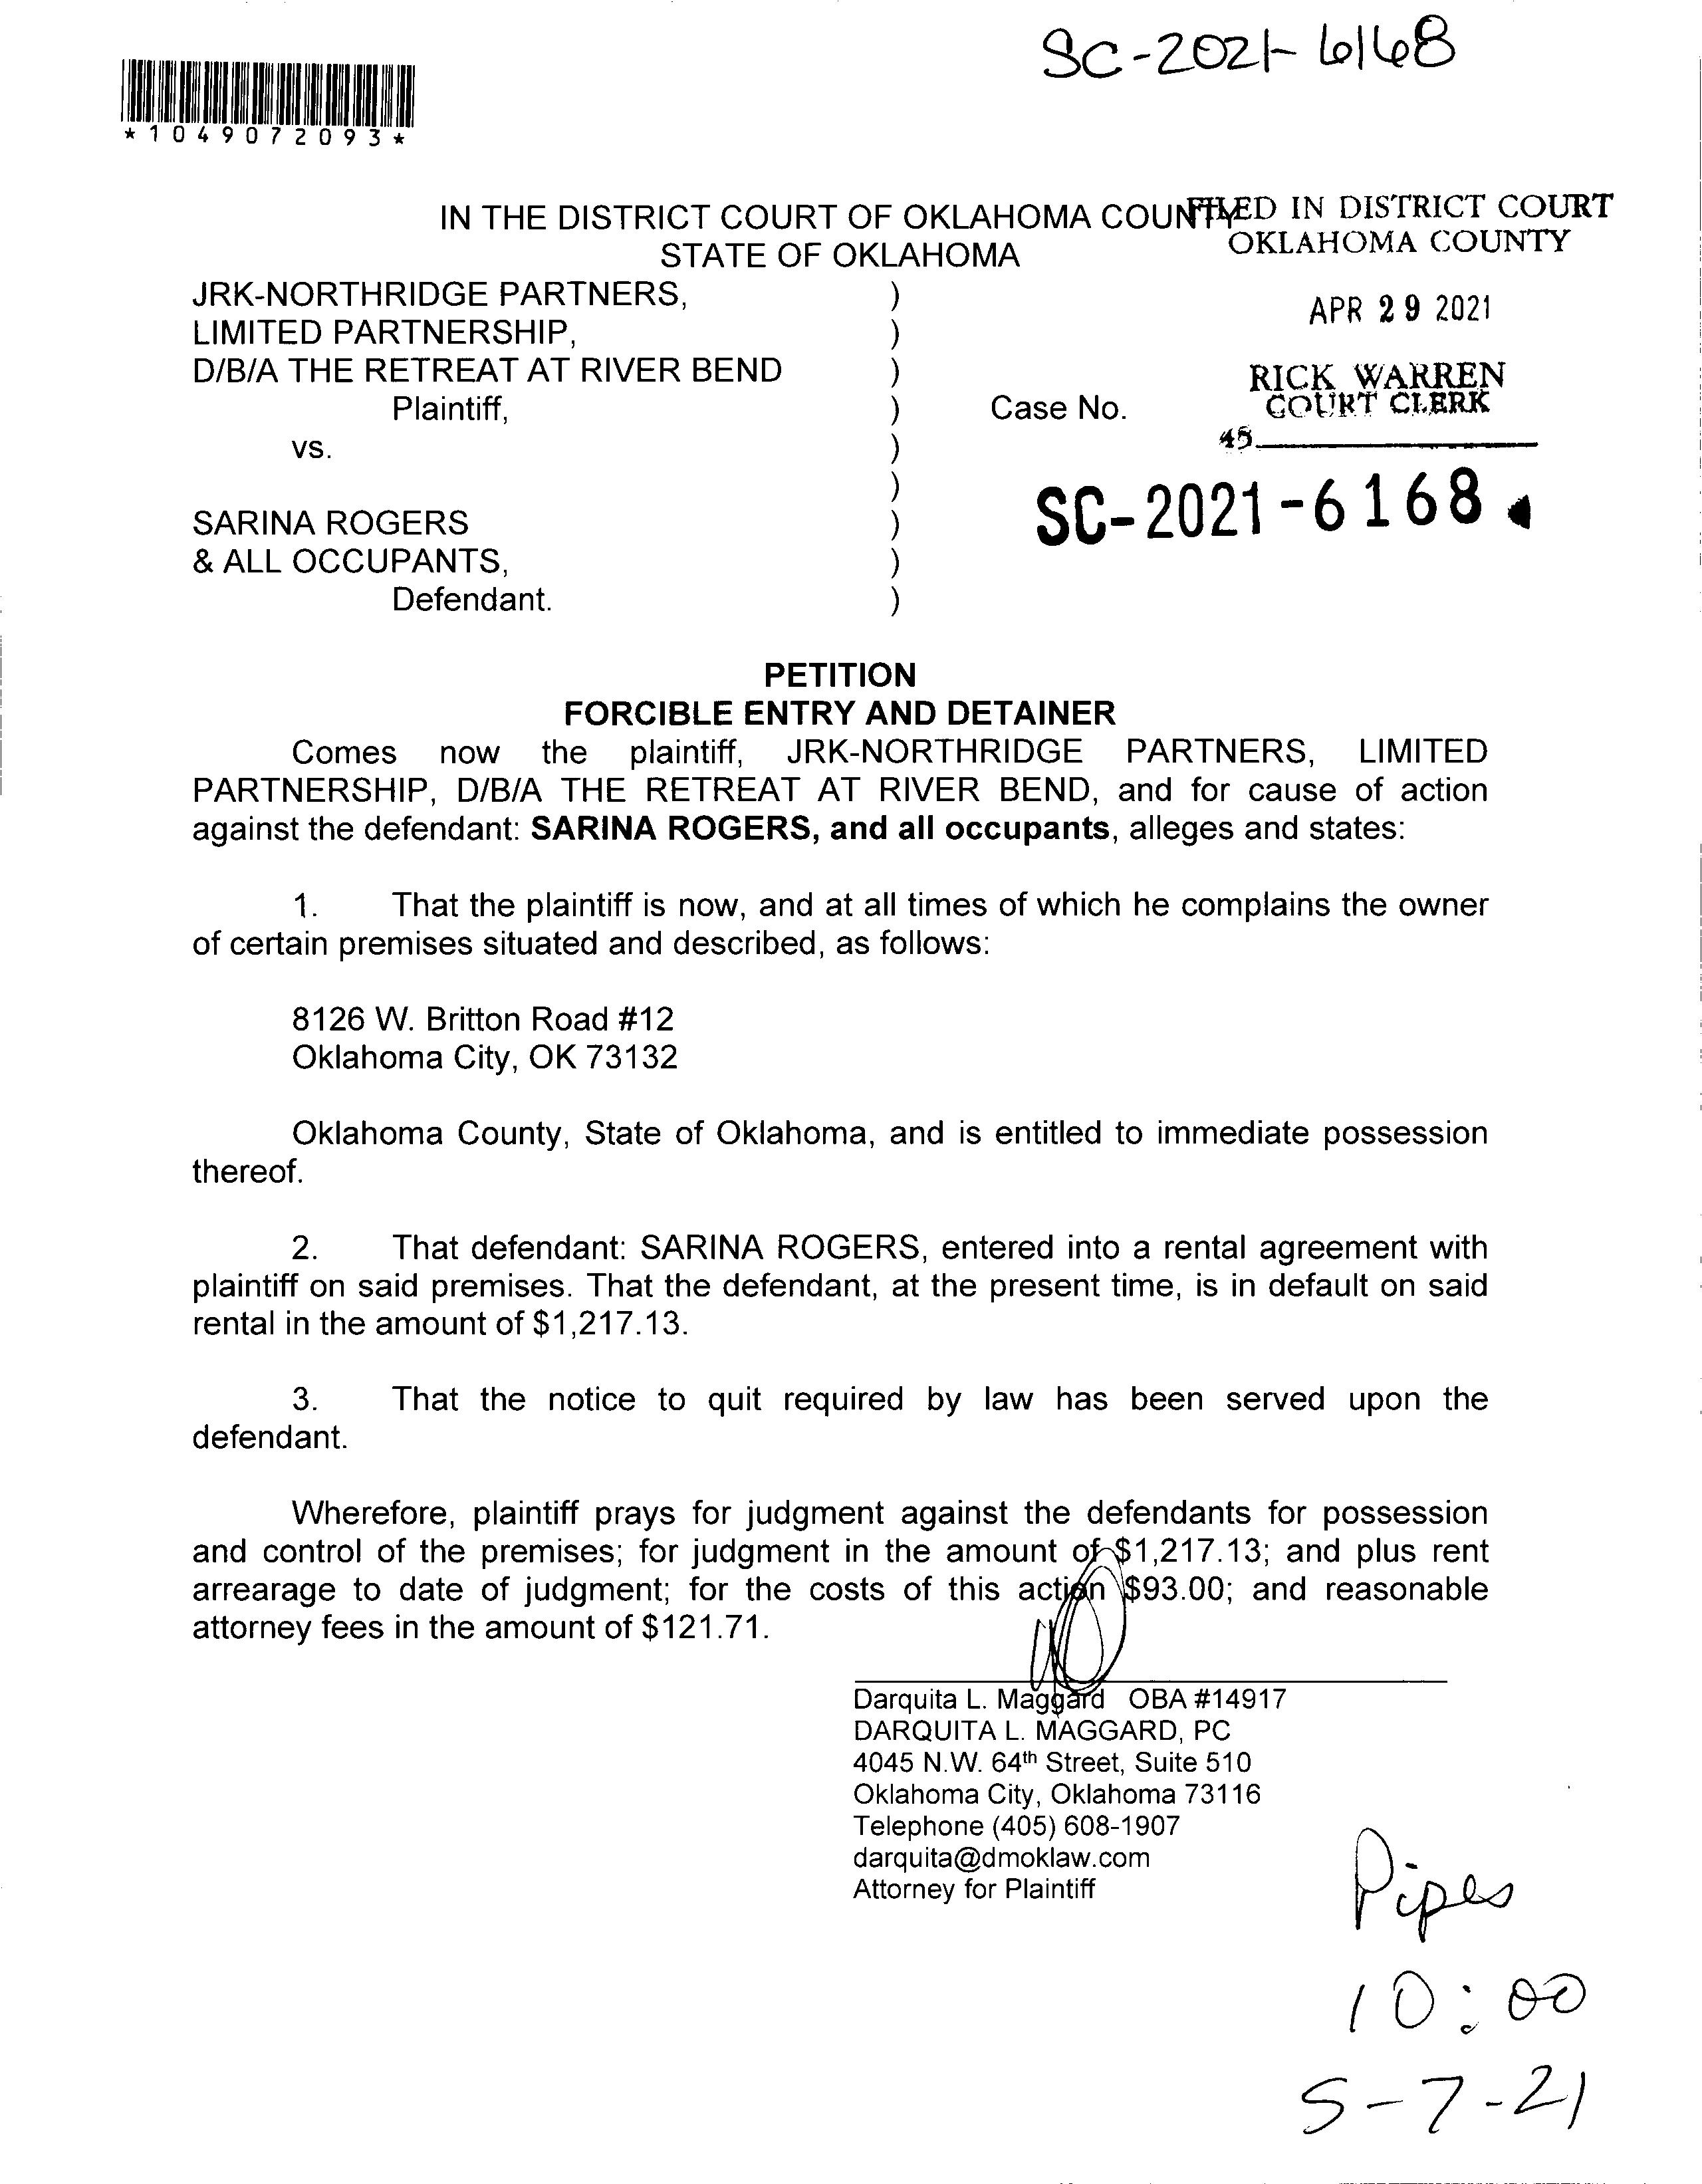 SC-2021-6168
*1049072093*
IN THE DISTRICT COURT OF OKLAHOMA COUNTY
STATE OF OKLAHOMA
FILED IN DISTRICT COURT
OKLAHOMA COUNTY
APR 29 2021
RICK WARREN
COURT CLERK
45
JRK-NORTHRIDGE PARTNERS, )
LIMITED PARTNERSHIP, )
D/B/A THE RETREAT AT RIVER BEND )
Plaintiff, ) Case No.
vs. )
)
SC-2021-6168
SARINA ROGERS )
& ALL OCCUPANTS, )
Defendant. )
PETITION
FORCIBLE ENTRY AND DETAINER
Comes now the plaintiff, JRK-NORTHRIDGE PARTNERS, LIMITED
PARTNERSHIP, D/B/A THE RETREAT AT RIVER BEND, and for cause of action
against the defendant: SARINA ROGERS, and all occupants, alleges and states:
1. That the plaintiff is now, and at all times of which he complains the owner
of certain premises situated and described, as follows:
8126 W. Britton Road #12
Oklahoma City, OK 73132
Oklahoma County, State of Oklahoma, and is entitled to immediate possession
thereof.
2. That defendant: SARINA ROGERS, entered into a rental agreement with
plaintiff on said premises. That the defendant, at the present time, is in default on said
rental in the amount of $1,217.13.
3. That the notice to quit required by law has been served upon the
defendant.
Wherefore, plaintiff prays for judgment against the defendants for possession
and control of the premises; for judgment in the amount of $1,217.13; and plus rent
arrearage to date of judgment; for the costs of this action $93.00; and reasonable
attorney fees in the amount of $121.71.
Darquita L. Maggard OBA #14917
DARQUITA L. MAGGARD, PC
4045 N.W. 64th Street, Suite 510
Oklahoma City, Oklahoma 73116
Telephone (405) 608-1907
darquita@dmoklaw.com
Attorney for Plaintiff
Pipes
10:00
5-7-21